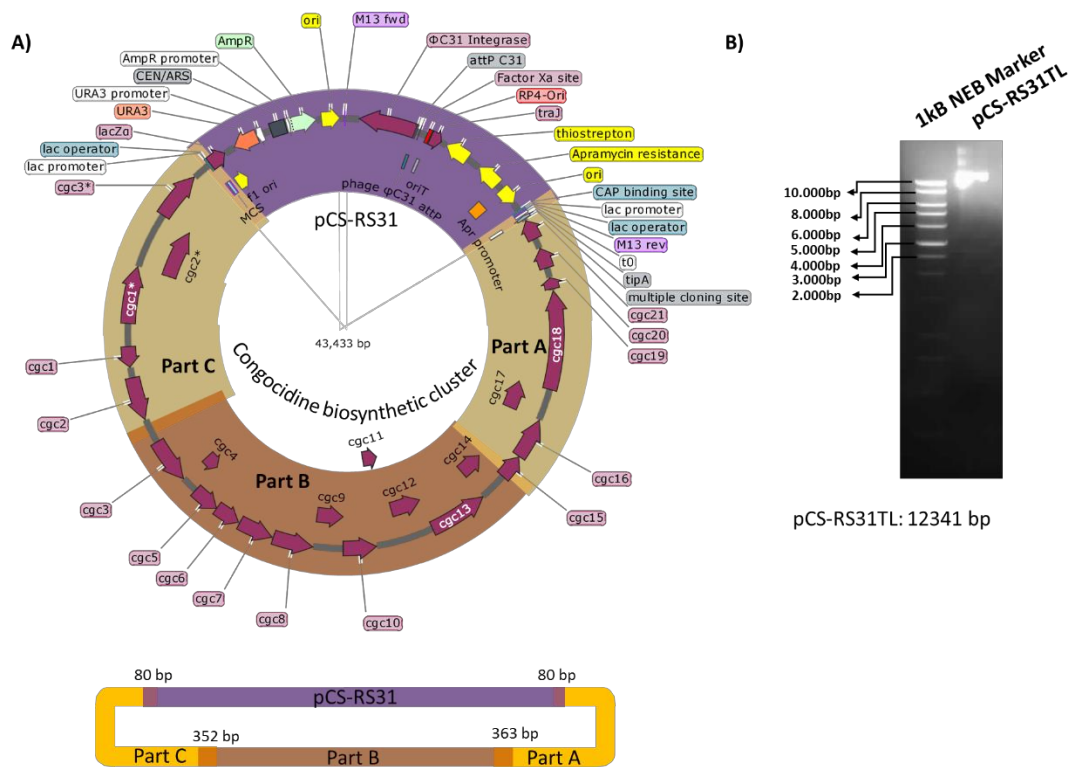 A)
ori
M13 fwd
AmpR
ΦC31 Integrase
AmpR promoter
attP C31
CEN/ARS
Factor Xa site
URA3 promoter
RP4-Ori
URA3
traJ
lacZα
thiostrepton
lac operator
Apramycin resistance
lac promoter
ori
cgc3*
CAP binding site
lac promoter
lac operator
M13 rev
t0
tipA
multiple cloning site
cgc21
cgc20
cgc19
f1 ori
MCS
oriT
phage φC31 attP
Apr promoter
pCS-RS31
cgc2*
cgc1*
43,433 bp
cgc18
Part A
Part C
Congocidine biosynthetic cluster
cgc17
cgc1
cgc2
cgc11
cgc14
cgc4
Part B
cgc9
cgc12
cgc16
cgc13
cgc15
cgc3
cgc5
cgc6
cgc7
cgc8
cgc10
80 bp
80 bp
pCS-RS31
352 bp
363 bp
Part C
Part B
Part A
B)
1kB NEB Marker
pCS-RS31TL
10.000bp
8.000bp
6.000bp
5.000bp
4.000bp
3.000bp
2.000bp
pCS-RS31TL: 12341 bp